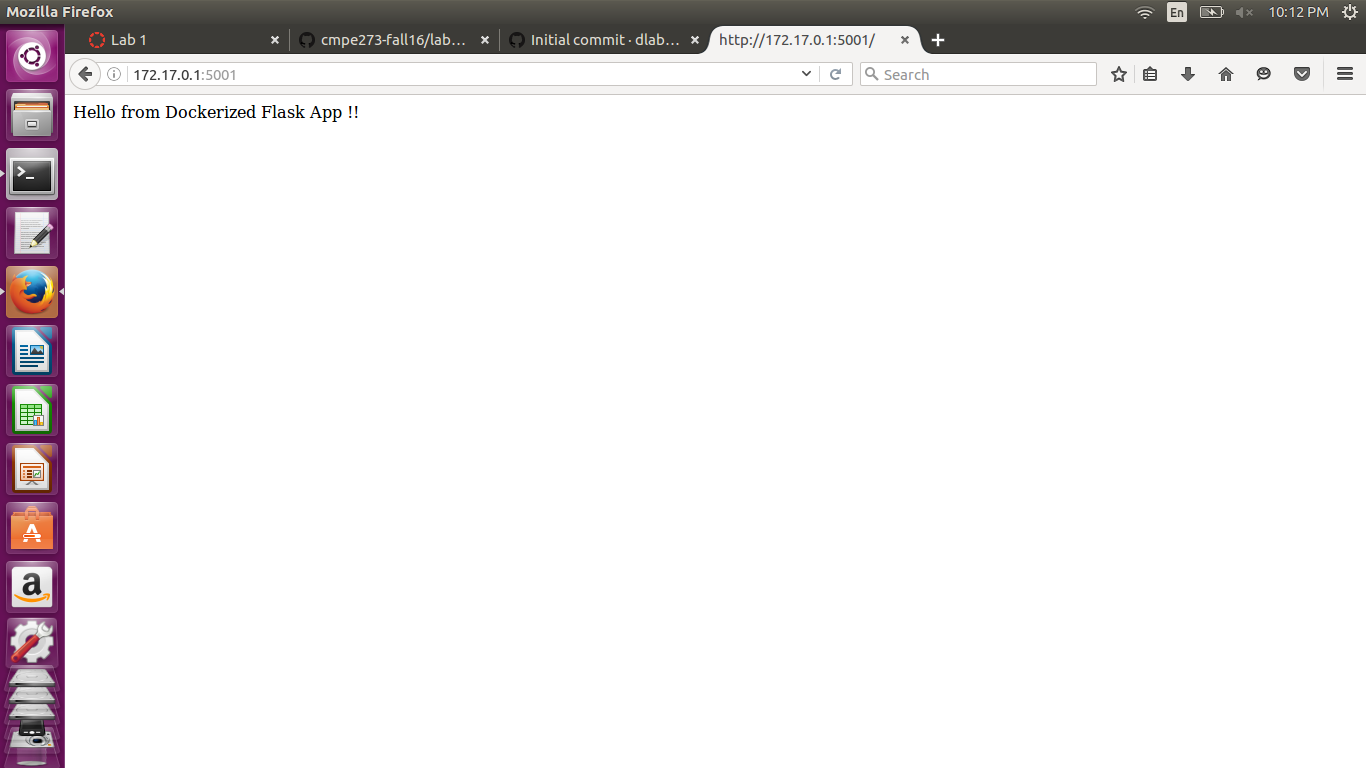 Mozilla Firefox
En
10:12 PM
Lab 1
cmpe273-fall16/lab...
Initial commit · dlab...
http://172.17.0.1:5001/
172.17.0.1:5001
Search
Hello from Dockerized Flask App !!